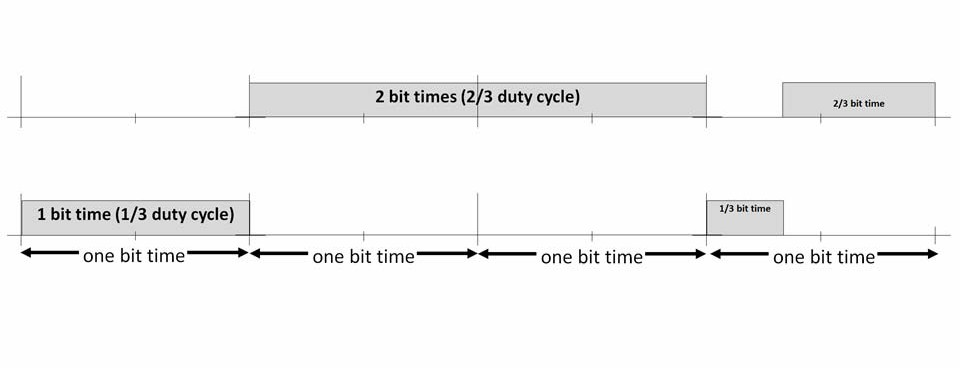 2 bit times (2/3 duty cycle)
2/3 bit time
1 bit time (1/3 duty cycle)
1/3 bit time
one bit time
one bit time
one bit time
one bit time